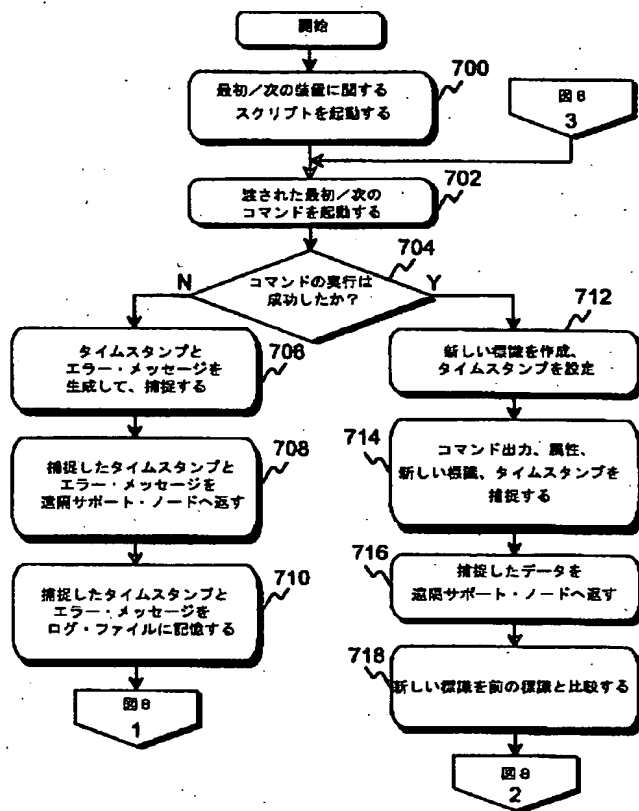 開始
700
最初/次の装置に関する
スクリプトを起動する
図8
3
702
渡された最初/次の
コマンドを起動する
704
N
コマンドの実行は
成功したか?
Y
706
タイムスタンプと
エラー・メッセージを
生成して、捕捉する
708
捕捉したタイムスタンプと
エラー・メッセージを
遠隔サポート・ノードへ返す
710
捕捉したタイムスタンプと
エラー・メッセージを
ログ・ファイルに記憶する
図8
1
712
新しい標識を作成、
タイムスタンプを設定
714
コマンド出力、属性、
新しい標識、タイムスタンプを
捕捉する
716
捕捉したデータを
遠隔サポート・ノードへ返す
718
新しい標識を前の標識と比較する
図8
2